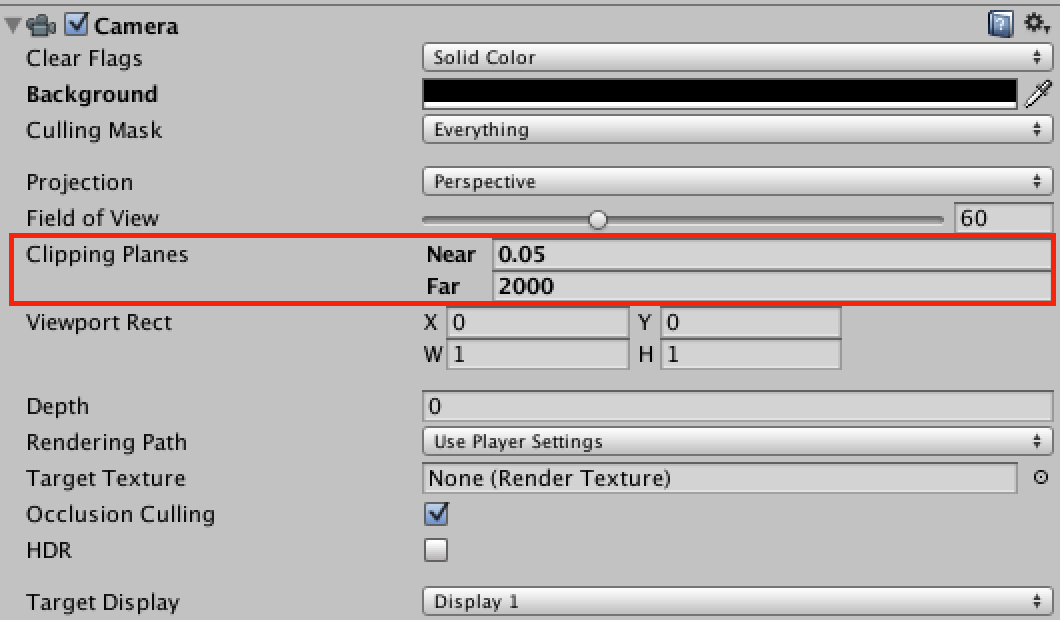 Camera
Clear Flags Solid Color
Background
Culling Mask Everything
Projection Perspective
Field of View 60
Clipping Planes Near 0.05
Far 2000
Viewport Rect X 0 Y 0
W 1 H 1
Depth 0
Rendering Path Use Player Settings
Target Texture None (Render Texture)
Occlusion Culling
HDR
Target Display Display 1